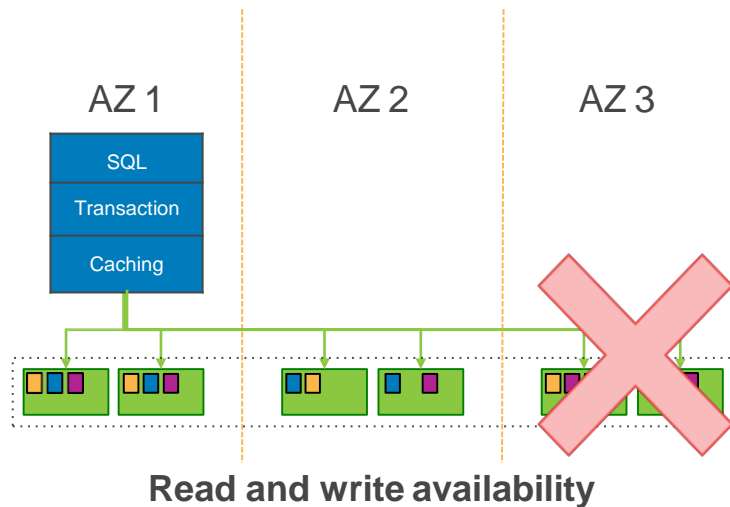 AZ 1
AZ 2
AZ 3
SQL
Transaction
Caching
Read and write availability